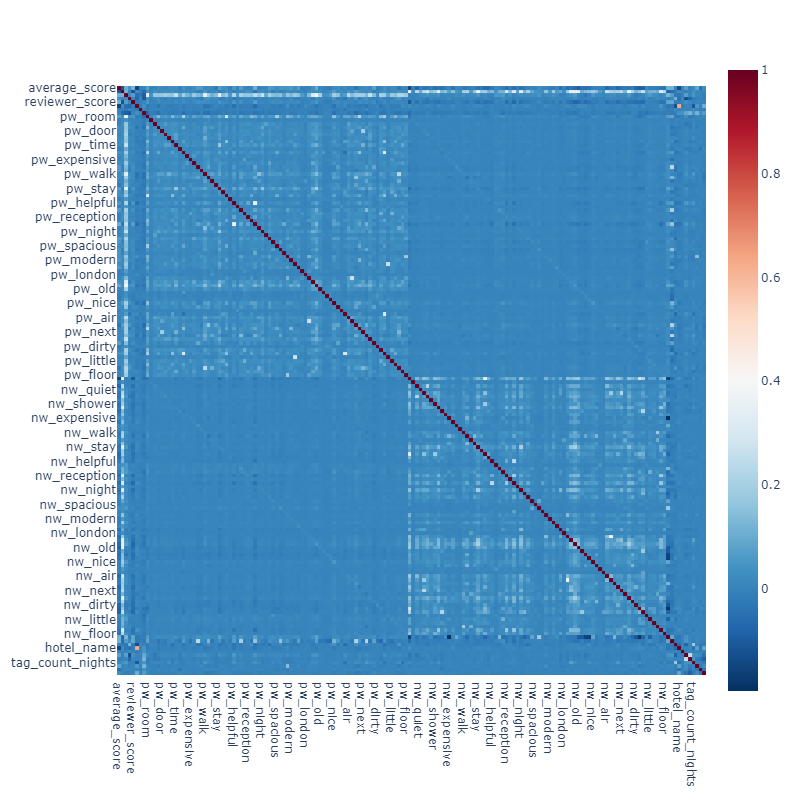 average_score
reviewer_score
pw_room
pw_door
pw_time
pw_expensive
pw_walk
pw_stay
pw_helpful
pw_reception
pw_night
pw_spacious
pw_modern
pw_london
pw_old
pw_nice
pw_air
pw_next
pw_dirty
pw_little
pw_floor
nw_quiet
nw_shower
nw_expensive
nw_walk
nw_stay
nw_helpful
nw_reception
nw_night
nw_spacious
nw_modern
nw_london
nw_old
nw_nice
nw_air
nw_next
nw_dirty
nw_little
nw_floor
hotel_name
tag_count_nights
average_score
reviewer_score
pw_room
pw_door
pw_time
pw_expensive
pw_walk
pw_stay
pw_helpful
pw_reception
pw_night
pw_spacious
pw_modern
pw_london
pw_old
pw_nice
pw_air
pw_next
pw_dirty
pw_little
pw_floor
nw_quiet
nw_shower
nw_expensive
nw_walk
nw_stay
nw_helpful
nw_reception
nw_night
nw_spacious
nw_modern
nw_london
nw_old
nw_nice
nw_air
nw_next
nw_dirty
nw_little
nw_floor
hotel_name
tag_count_nights
1
0.8
0.6
0.4
0.2
0